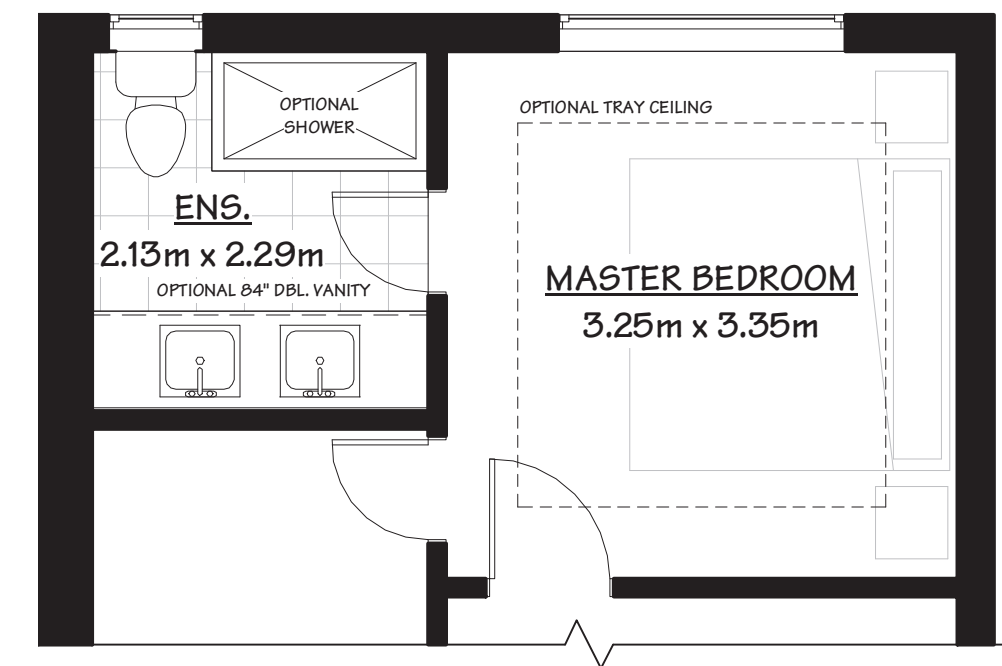 OPTIONAL
SHOWER
OPTIONAL TRAY CEILING
ENS.
2.13m x 2.29m
OPTIONAL 84" DBL. VANITY
MASTER BEDROOM
3.25m x 3.35m